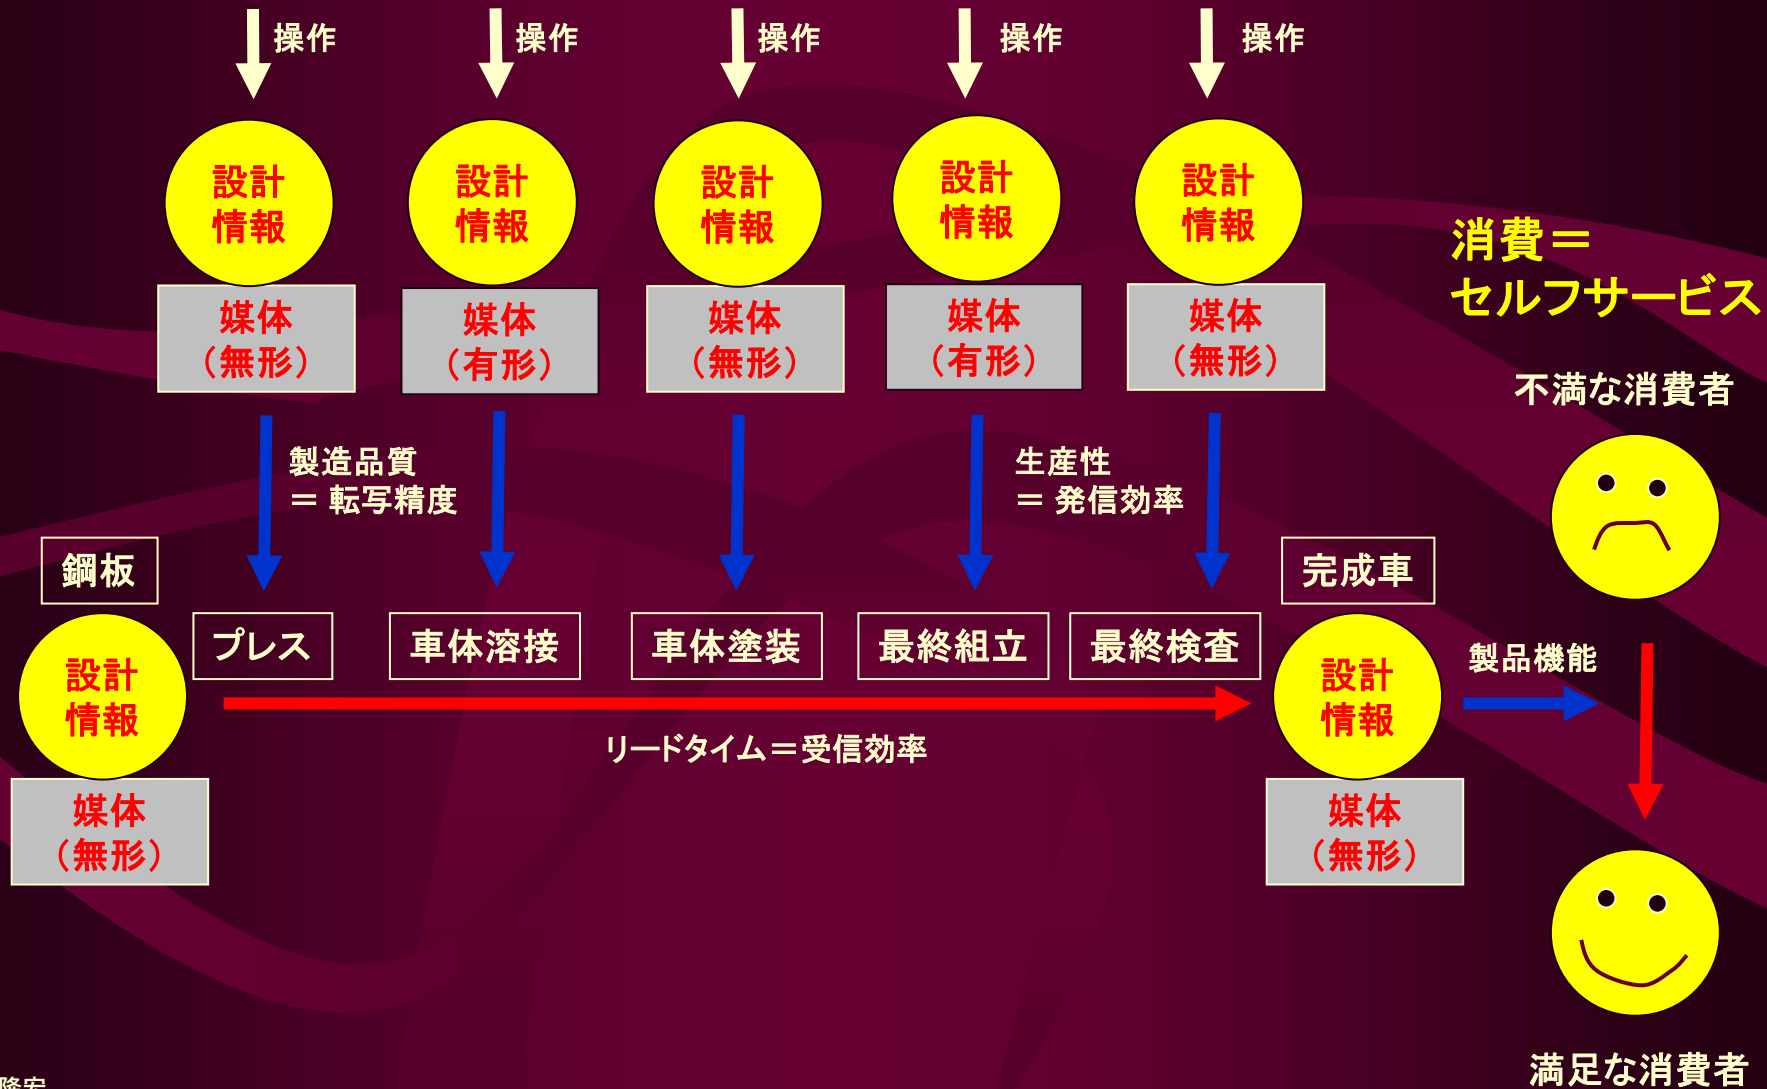 操作
操作
操作
操作
操作
設計
情報
媒体
（無形）
設計
情報
媒体
（有形）
設計
情報
媒体
（無形）
設計
情報
媒体
（有形）
設計
情報
媒体
（無形）
消費＝
セルフサービス
不満な消費者
製造品質
＝ 転写精度
生産性
＝ 発信効率
鋼板
設計
情報
媒体
（無形）
プレス
車体溶接
車体塗装
最終組立
最終検査
リードタイム＝受信効率
完成車
設計
情報
媒体
（無形）
製品機能
満足な消費者
隆宏